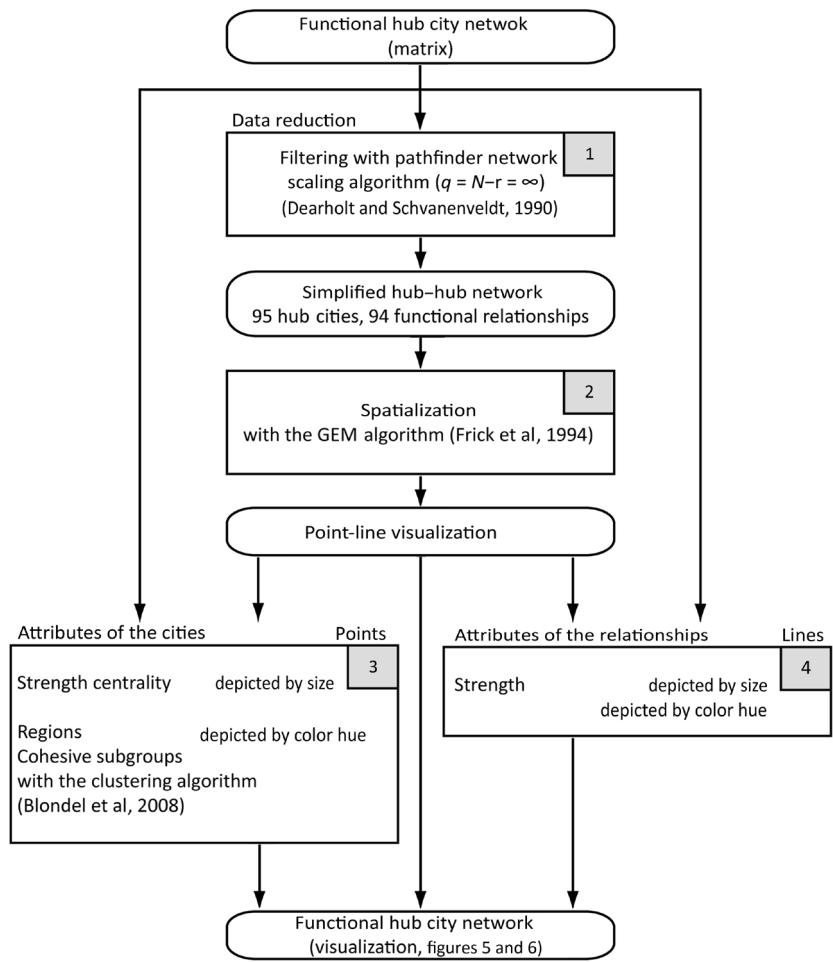 Functional hub city netwok
(matrix)
Data reduction
1
Filtering with pathfinder network
scaling algorithm (q = N–r = ∞)
(Dearholt and Schvanenveldt, 1990)
Simplified hub–hub network
95 hub cities, 94 functional relationships
2
Spatialization
with the GEM algorithm (Frick et al, 1994)
Point-line visualization
Attributes of the cities Points
3
Strength centrality depicted by size
Regions depicted by color hue
Cohesive subgroups
with the clustering algorithm
(Blondel et al, 2008)
Attributes of the relationships Lines
4
Strength depicted by size
depicted by color hue
Functional hub city network
(visualization, figures 5 and 6)